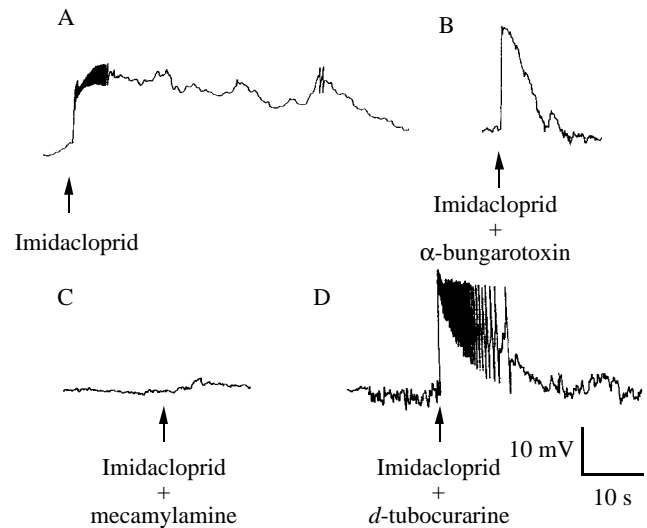 A
B
Imidacloprid
Imidacloprid
+
α-bungarotoxin
C
D
Imidacloprid
+
mecamylamine
Imidacloprid
+
d-tubocurarine
10 mV
10 s